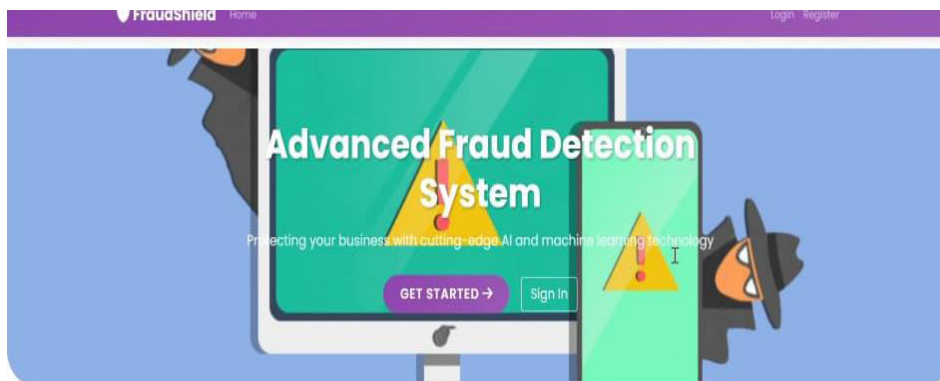 FraudShield Home Login Register
Advanced Fraud Detection
System
Protecting your business with cutting-edge AI and machine learning technology
GET STARTED → Sign In